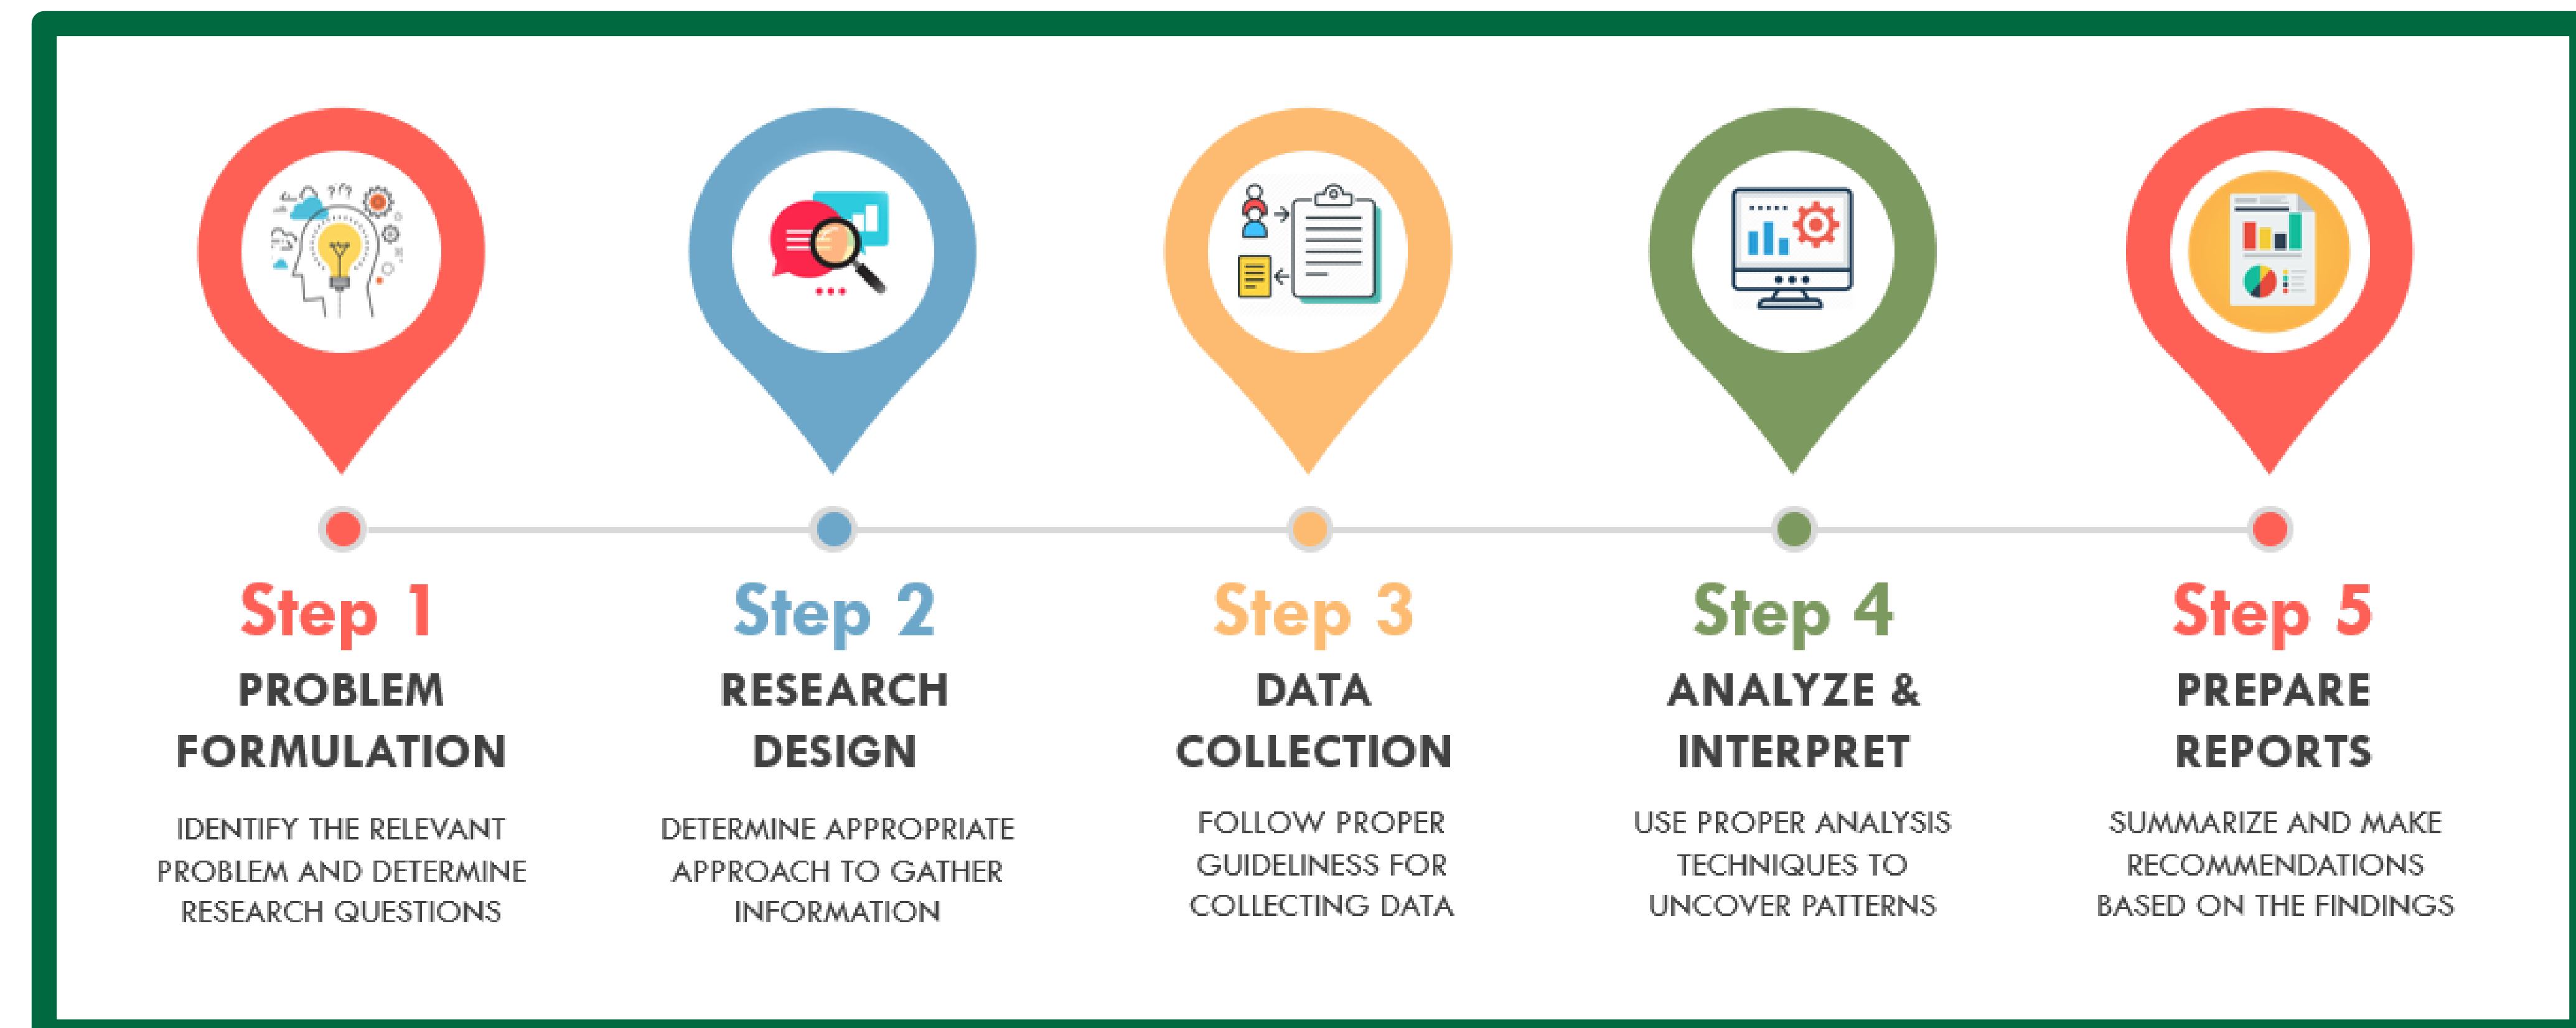 Step 1
PROBLEM
FORMULATION
IDENTIFY THE RELEVANT
PROBLEM AND DETERMINE
RESEARCH QUESTIONS
Step 2
RESEARCH
DESIGN
DETERMINE APPROPRIATE
APPROACH TO GATHER
INFORMATION
Step 3
DATA
COLLECTION
FOLLOW PROPER
GUIDELINESS FOR
COLLECTING DATA
Step 4
ANALYZE &
INTERPRET
USE PROPER ANALYSIS
TECHNIQUES TO
UNCOVER PATTERNS
Step 5
PREPARE
REPORTS
SUMMARIZE AND MAKE
RECOMMENDATIONS
BASED ON THE FINDINGS